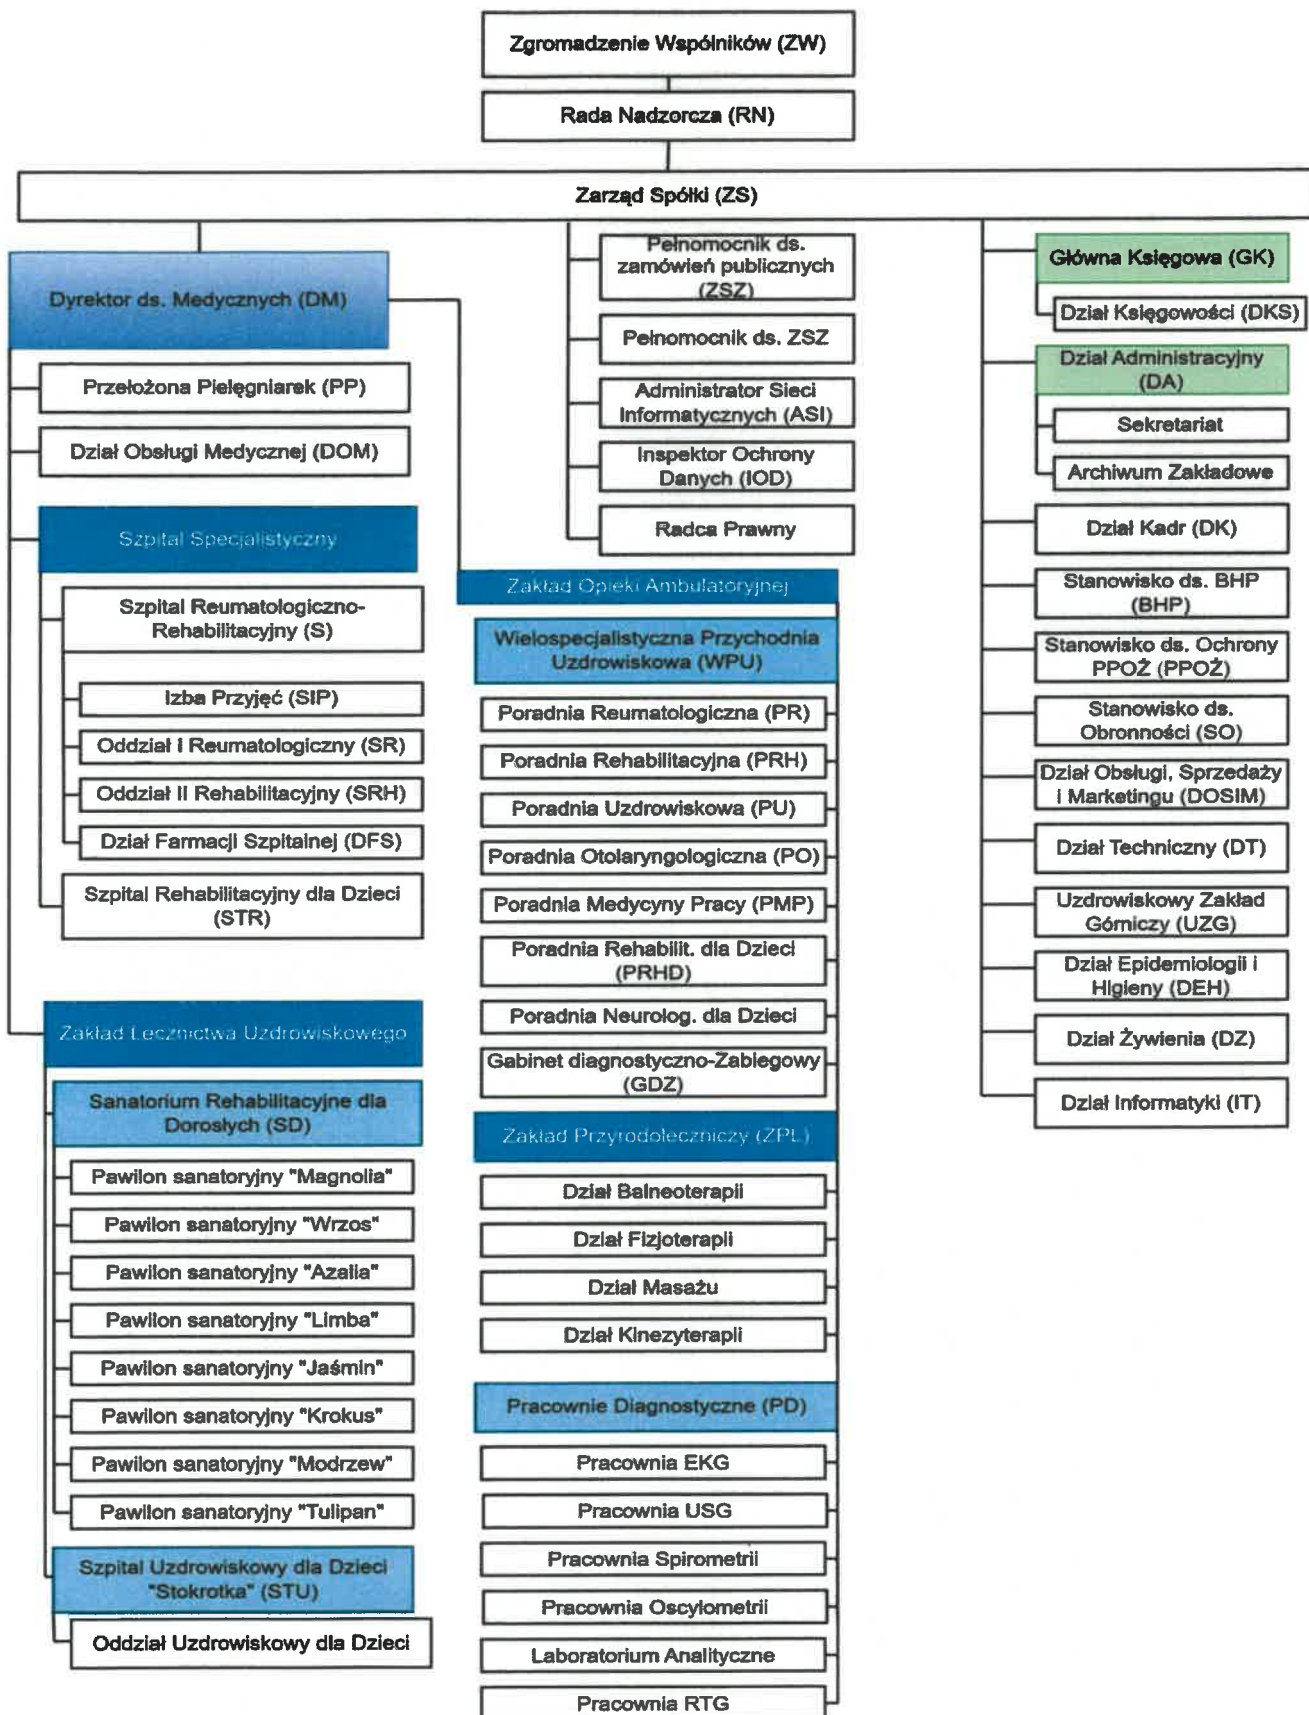 Zgromadzenie Wspólników (ZW)
Rada Nadzorcza (RN)
Zarząd Spółki (ZS)
Dyrektor ds. Medycznych (DM)
Przełożona Pielęgniarek (PP)
Dział Obsługi Medycznej (DOM)
Szpital Specjalistyczny
Szpital Reumatologiczno-
Rehabilitacyjny (S)
Izba Przyjęć (SIP)
Oddział I Reumatologiczny (SR)
Oddział II Rehabilitacyjny (SRH)
Dział Farmacji Szpitalnej (DFS)
Szpital Rehabilitacyjny dla Dzieci
(STR)
Zakład Lecznictwa Uzdrowiskowego
Sanatorium Rehabilitacyjne dla
Dorosłych (SD)
Pawilon sanatoryjny "Magnolia"
Pawilon sanatoryjny "Wrzos"
Pawilon sanatoryjny "Azalia"
Pawilon sanatoryjny "Limba"
Pawilon sanatoryjny "Jaśmin"
Pawilon sanatoryjny "Krokus"
Pawilon sanatoryjny "Modrzew"
Pawilon sanatoryjny "Tulipan"
Szpital Uzdrowiskowy dla Dzieci
"Stokrotka" (STU)
Oddział Uzdrowiskowy dla Dzieci
Pełnomocnik ds.
zamówień publicznych
(ZSZ)
Pełnomocnik ds. ZSZ
Administrator Sieci
Informatycznych (ASI)
Inspektor Ochrony
Danych (IOD)
Radca Prawny
Zakład Opieki Ambulatoryjnej
Wielospecjalistyczna Przychodnia
Uzdrowiskowa (WPU)
Poradnia Reumatologiczna (PR)
Poradnia Rehabilitacyjna (PRH)
Poradnia Uzdrowiskowa (PU)
Poradnia Otolaryngologiczna (PO)
Poradnia Medycyny Pracy (PMP)
Poradnia Rehabilit. dla Dzieci
(PRHD)
Poradnia Neurolog. dla Dzieci
Gabinet diagnostyczno-Zabiegowy
(GDZ)
Zakład Przyrodoleczniczy (ZPL)
Dział Balneoterapii
Dział Fizjoterapii
Dział Masażu
Dział Kinezyterapii
Pracownie Diagnostyczne (PD)
Pracownia EKG
Pracownia USG
Pracownia Spirometrii
Pracownia Oscylometrii
Laboratorium Analityczne
Pracownia RTG
Główna Księgowa (GK)
Dział Księgowości (DKS)
Dział Administracyjny
(DA)
Sekretariat
Archiwum Zakładowe
Dział Kadr (DK)
Stanowisko ds. BHP
(BHP)
Stanowisko ds. Ochrony
PPOŻ (PPOŻ)
Stanowisko ds.
Obronności (SO)
Dział Obsługi, Sprzedaży
i Marketingu (DOSIM)
Dział Techniczny (DT)
Uzdrowiskowy Zakład
Górniczy (UZG)
Dział Epidemiologii i
Higieny (DEH)
Dział Żywienia (DZ)
Dział Informatyki (IT)